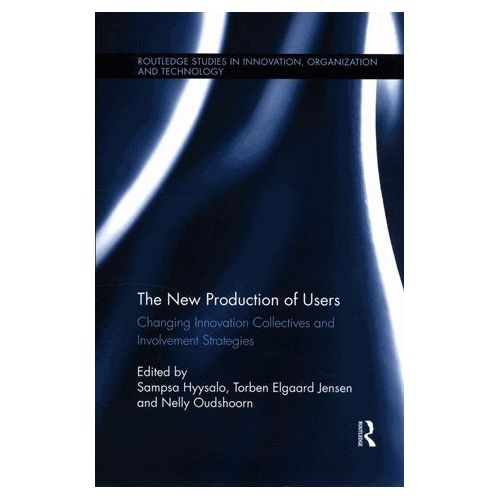 ROUTLEDGE STUDIES IN INNOVATION, ORGANIZATION
AND TECHNOLOGY
The New Production of Users
Changing Innovation Collectives and
Involvement Strategies
Edited by
Sampsa Hyysalo, Torben Elgaard Jensen
and Nelly Oudshoorn
ROUTLEDGE